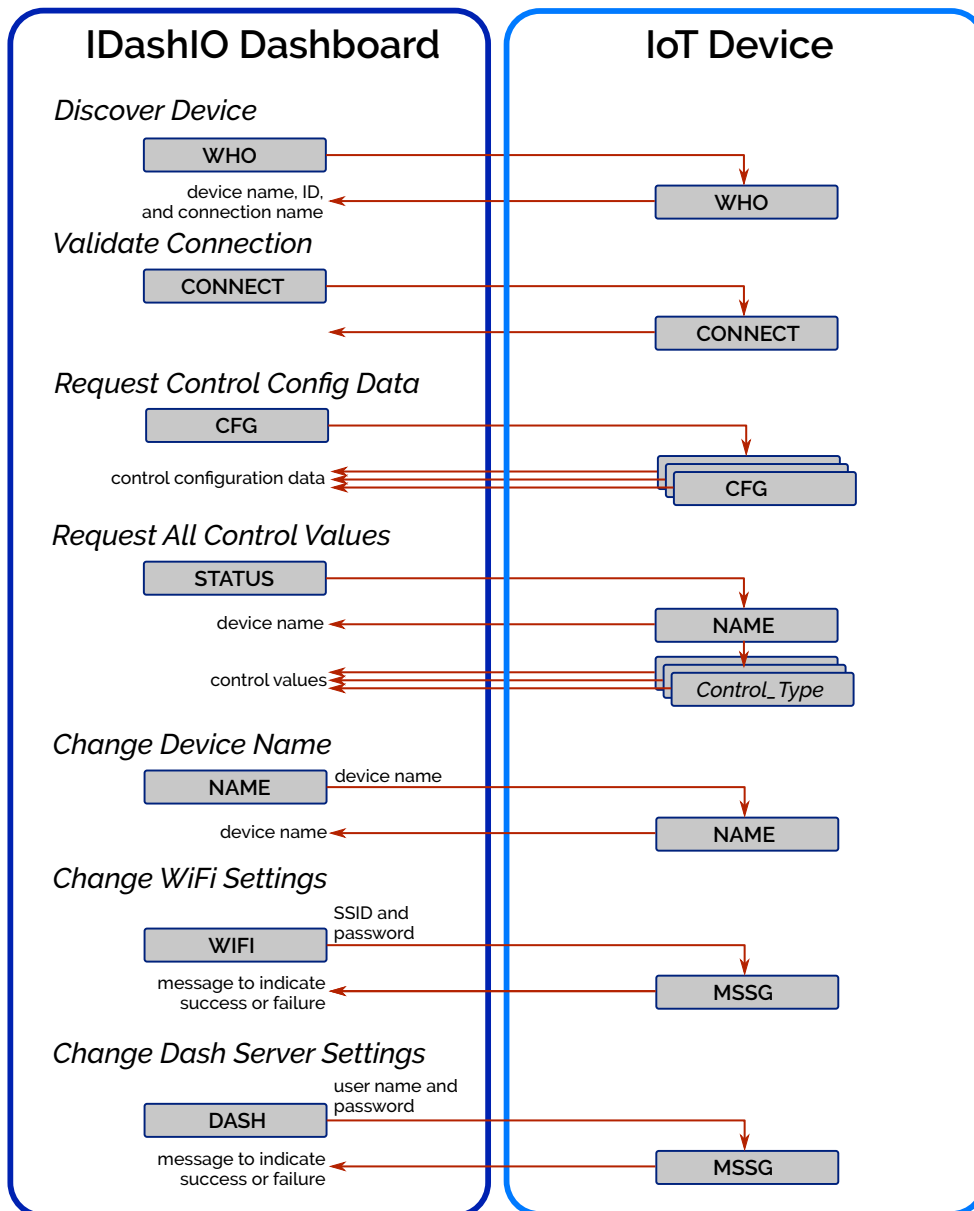 IDashIO Dashboard
IoT Device
Discover Device
WHO
device name, ID,
and connection name
WHO
Validate Connection
CONNECT
CONNECT
Request Control Config Data
CFG
control configuration data
CFG
Request All Control Values
STATUS
device name
NAME
control values
Control_Type
Change Device Name
NAME
device name
device name
NAME
Change WiFi Settings
SSID and
password
WIFI
message to indicate
success or failure
MSSG
Change Dash Server Settings
user name and
password
DASH
message to indicate
success or failure
MSSG